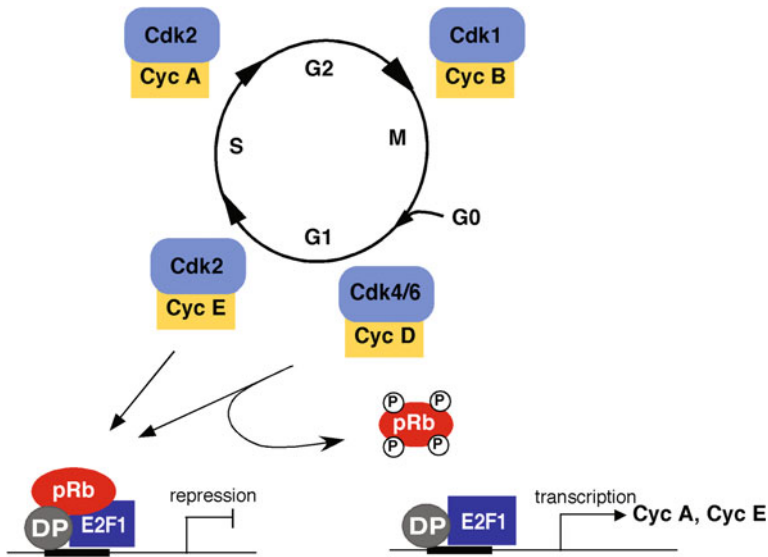 Cdk2
Cyc A
Cdk1
Cyc B
G2
S
M
G0
G1
Cdk2
Cyc E
Cdk4/6
Cyc D
P P
pRb
P P
pRb
DP E2F1
repression
DP E2F1
transcription
Cyc A, Cyc E